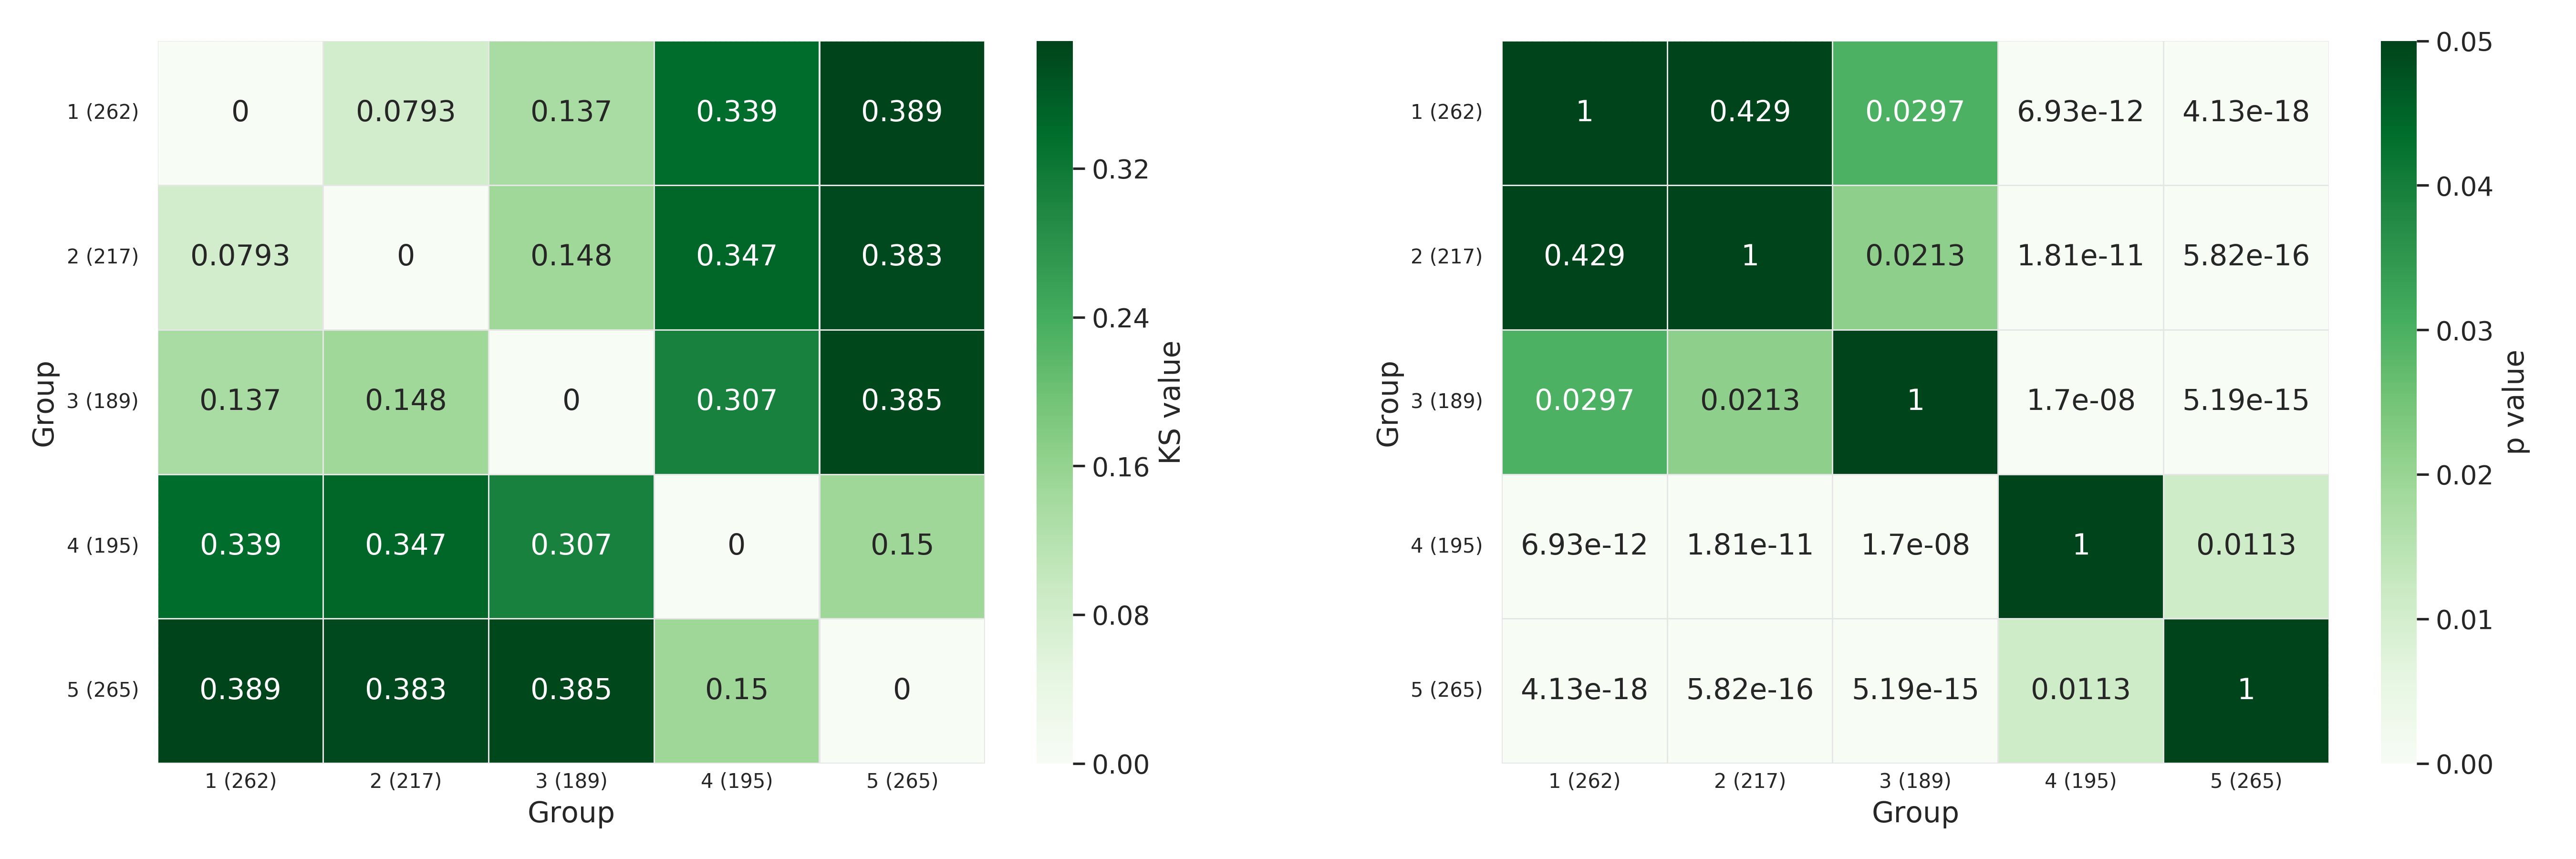 1 (262) 0 0.0793 0.137 0.339 0.389
2 (217) 0.0793 0 0.148 0.347 0.383
3 (189) 0.137 0.148 0 0.307 0.385
4 (195) 0.339 0.347 0.307 0 0.15
5 (265) 0.389 0.383 0.385 0.15 0
1 (262) 2 (217) 3 (189) 4 (195) 5 (265)
Group
Group
0.32
0.24
0.16
0.08
0.00
KS value
1 (262) 1 0.429 0.0297 6.93e-12 4.13e-18
2 (217) 0.429 1 0.0213 1.81e-11 5.82e-16
3 (189) 0.0297 0.0213 1 1.7e-08 5.19e-15
4 (195) 6.93e-12 1.81e-11 1.7e-08 1 0.0113
5 (265) 4.13e-18 5.82e-16 5.19e-15 0.0113 1
1 (262) 2 (217) 3 (189) 4 (195) 5 (265)
Group
Group
0.05
0.04
0.03
0.02
0.01
0.00
p value